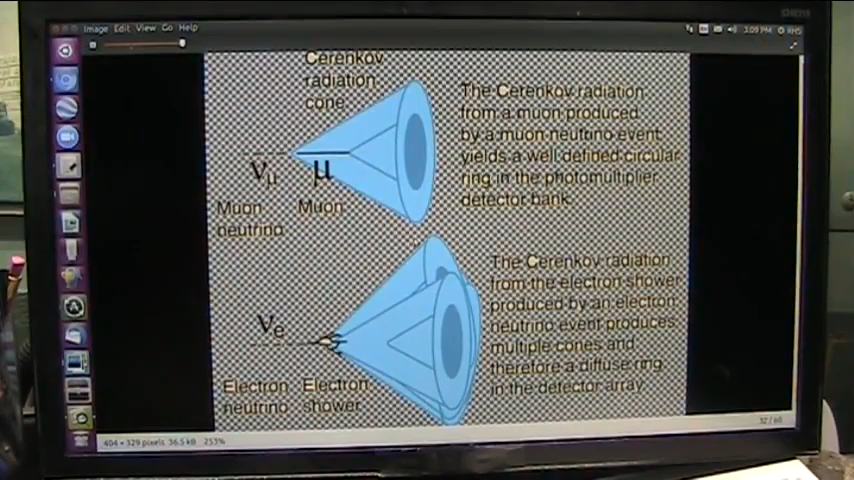 Image Edit View Go Help
3:09 PM
Cerenkov
radiation
cone
The Cerenkov radiation
from a muon produced
by a muon neutrino event
yields a well defined circular
ring in the photomultiplier
detector bank.
νμ
μ
Muon
neutrino
Muon
The Cerenkov radiation
from the electron shower
produced by an electron
neutrino event produces
multiple cones and
therefore a diffuse ring
in the detector array.
νe
Electron
neutrino
Electron
shower
404 × 329 pixels 36.5 kB 253%
32 / 60